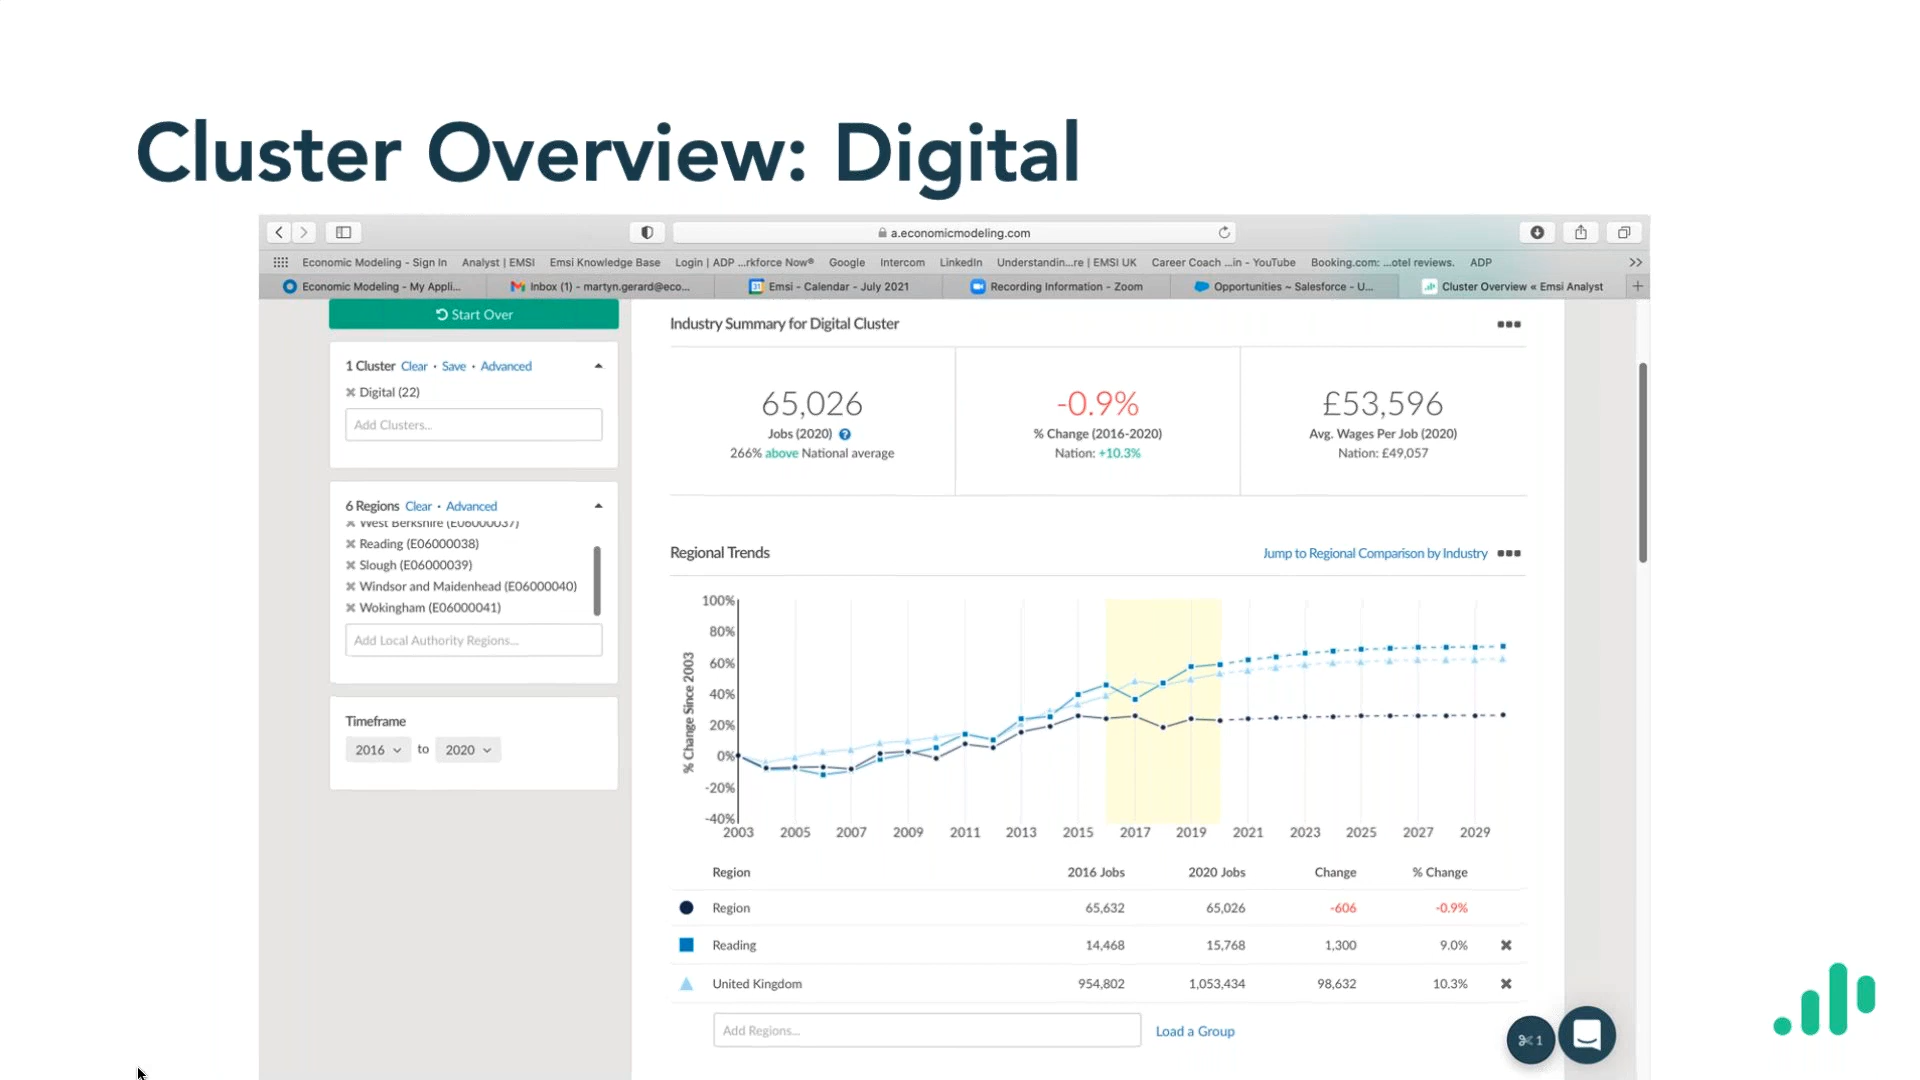 Cluster Overview: Digital
a.economicmodeling.com
Economic Modeling - Sign In Analyst | EMSI Emsi Knowledge Base Login | ADP ...rkforce Now® Google Intercom LinkedIn Understandin...re | EMSI UK Career Coach ...in - YouTube Booking.com: ...otel reviews. ADP
Economic Modeling - My Appli... Inbox (1) - martyn.gerard@eco... Emsi - Calendar - July 2021 Recording Information - Zoom Opportunities ~ Salesforce - U... Cluster Overview « Emsi Analyst
Start Over
1 Cluster Clear · Save · Advanced
Digital (22)
Add Clusters...
6 Regions Clear · Advanced
West Berkshire (E06000037)
Reading (E06000038)
Slough (E06000039)
Windsor and Maidenhead (E06000040)
Wokingham (E06000041)
Add Local Authority Regions...
Timeframe
2016 to 2020
Industry Summary for Digital Cluster
65,026
Jobs (2020) ?
266% above National average
-0.9%
% Change (2016-2020)
Nation: +10.3%
£53,596
Avg. Wages Per Job (2020)
Nation: £49,057
Regional Trends Jump to Regional Comparison by Industry
% Change Since 2003
100%
80%
60%
40%
20%
0%
-20%
-40%
2003 2005 2007 2009 2011 2013 2015 2017 2019 2021 2023 2025 2027 2029
Region 2016 Jobs 2020 Jobs Change % Change
Region 65,632 65,026 -606 -0.9%
Reading 14,468 15,768 1,300 9.0%
United Kingdom 954,802 1,053,434 98,632 10.3%
Add Regions... Load a Group
1